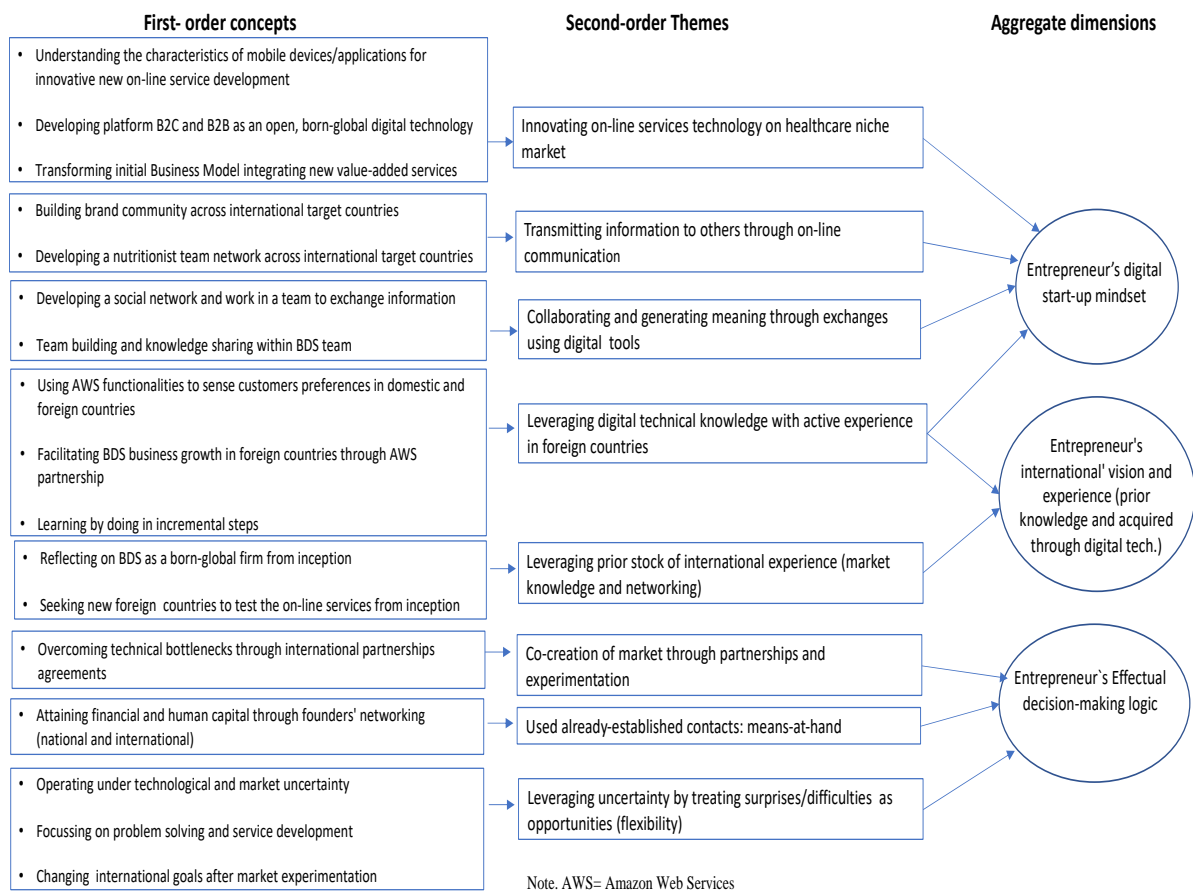 First- order concepts
Second-order Themes
Aggregate dimensions
• Understanding the characteristics of mobile devices/applications for
innovative new on-line service development
• Developing platform B2C and B2B as an open, born-global digital technology
• Transforming initial Business Model integrating new value-added services
Innovating on-line services technology on healthcare niche
market
• Building brand community across international target countries
• Developing a nutritionist team network across international target countries
Transmitting information to others through on-line
communication
• Developing a social network and work in a team to exchange information
• Team building and knowledge sharing within BDS team
Collaborating and generating meaning through exchanges
using digital tools
• Using AWS functionalities to sense customers preferences in domestic and
foreign countries
• Facilitating BDS business growth in foreign countries through AWS
partnership
• Learning by doing in incremental steps
Leveraging digital technical knowledge with active experience
in foreign countries
• Reflecting on BDS as a born-global firm from inception
• Seeking new foreign countries to test the on-line services from inception
Leveraging prior stock of international experience (market
knowledge and networking)
• Overcoming technical bottlenecks through international partnerships
agreements
Co-creation of market through partnerships and
experimentation
• Attaining financial and human capital through founders' networking
(national and international)
Used already-established contacts: means-at-hand
• Operating under technological and market uncertainty
• Focussing on problem solving and service development
• Changing international goals after market experimentation
Leveraging uncertainty by treating surprises/difficulties as
opportunities (flexibility)
Entrepreneur's digital
start-up mindset
Entrepreneur's
international' vision and
experience (prior
knowledge and acquired
through digital tech.)
Entrepreneur`s Effectual
decision-making logic
Note. AWS= Amazon Web Services